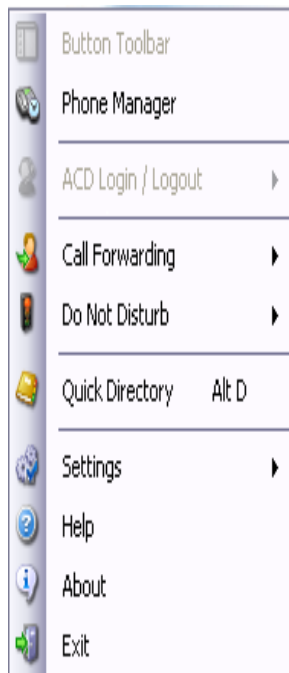 Button Toolbar
Phone Manager
ACD Login / Logout
Call Forwarding
Do Not Disturb
Quick Directory Alt D
Settings
Help
About
Exit